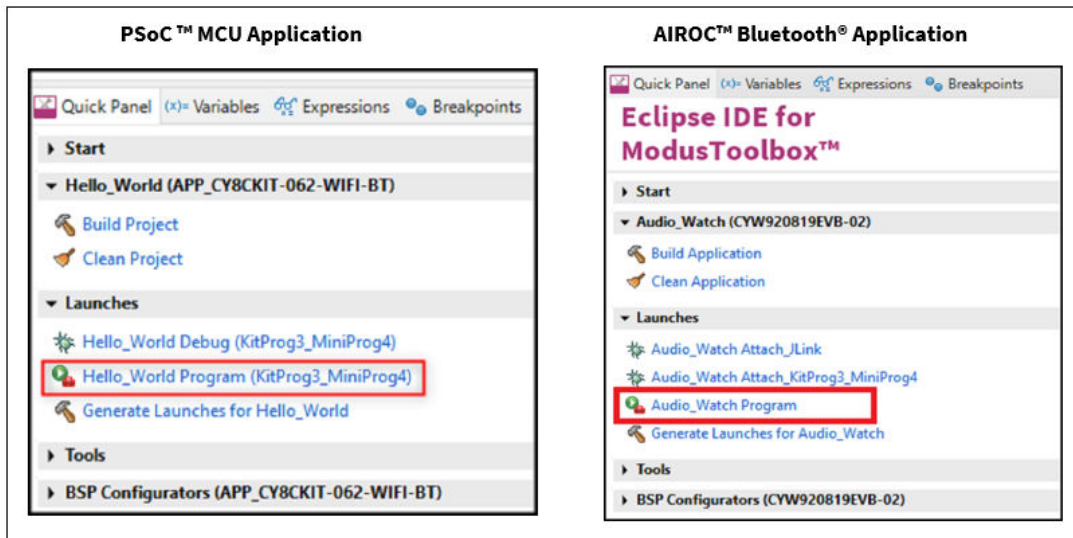 PSoC™ MCU Application
Quick Panel (x)= Variables Expressions Breakpoints
Start
Hello_World (APP_CY8CKIT-062-WIFI-BT)
Build Project
Clean Project
Launches
Hello_World Debug (KitProg3_MiniProg4)
Hello_World Program (KitProg3_MiniProg4)
Generate Launches for Hello_World
Tools
BSP Configurators (APP_CY8CKIT-062-WIFI-BT)
AIROC™ Bluetooth® Application
Quick Panel (x)= Variables Expressions Breakpoints
Eclipse IDE for
ModusToolbox™
Start
Audio_Watch (CYW920819EVB-02)
Build Application
Clean Application
Launches
Audio_Watch Attach_JLink
Audio_Watch Attach_KitProg3_MiniProg4
Audio_Watch Program
Generate Launches for Audio_Watch
Tools
BSP Configurators (CYW920819EVB-02)